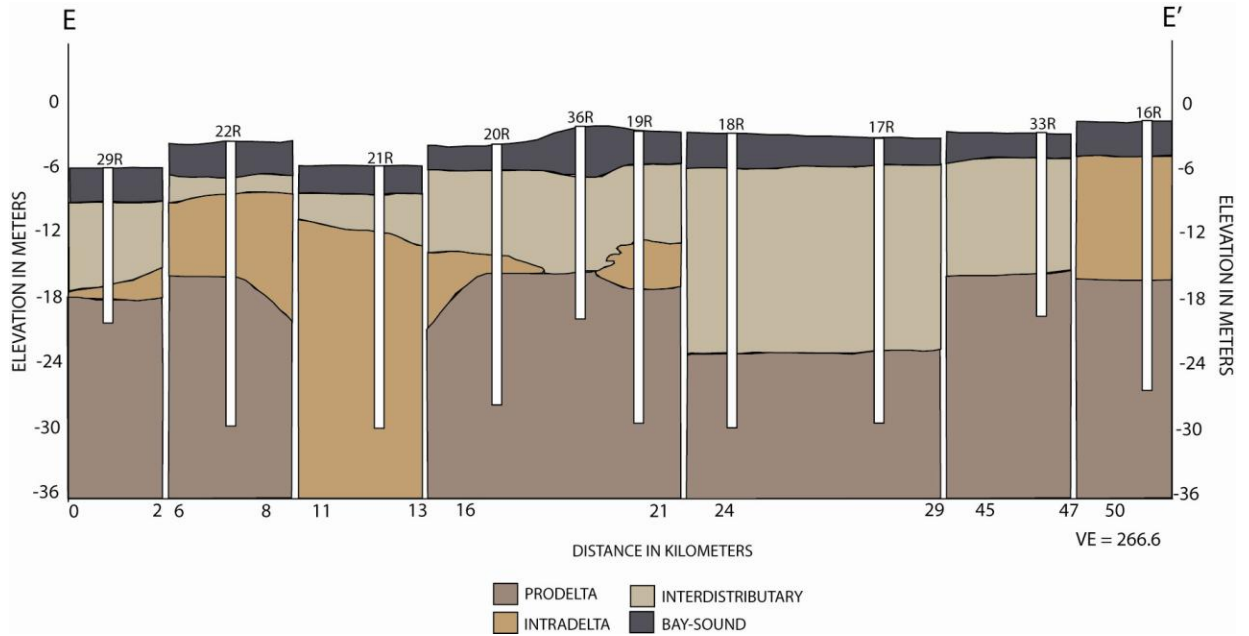 E E'
0 0
29R 22R 21R 20R 36R 19R 18R 17R 33R 16R
-6 -6
-12 -12
-18 -18
-24 -24
-30 -30
-36 -36
ELEVATION IN METERS
ELEVATION IN METERS
0 2 6 8 11 13 16 21 24 29 45 47 50
DISTANCE IN KILOMETERS
VE = 266.6
PRODELTA INTERDISTRIBUTARY
INTRADELTA BAY-SOUND